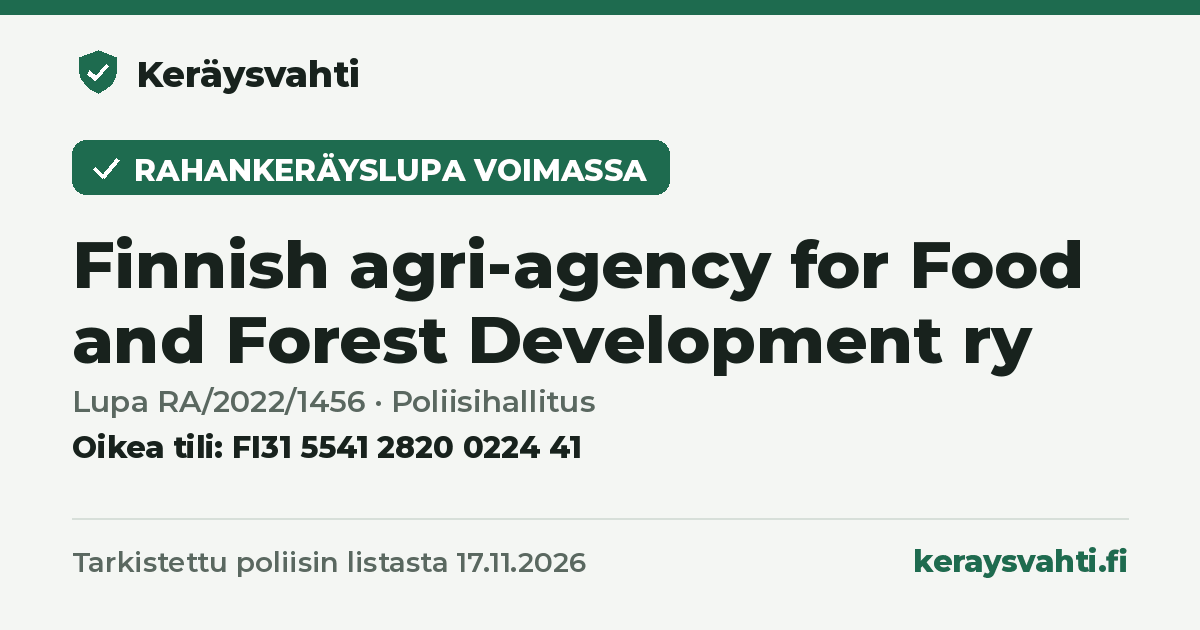 Keräysvahti
RAHANKERÄYSLUPA VOIMASSA
Finnish agri-agency for Food
and Forest Development ry
Lupa RA/2022/1456 · Poliisihallitus
Oikea tili: FI31 5541 2820 0224 41
Tarkistettu poliisin listasta 17.11.2026
keraysvahti.fi